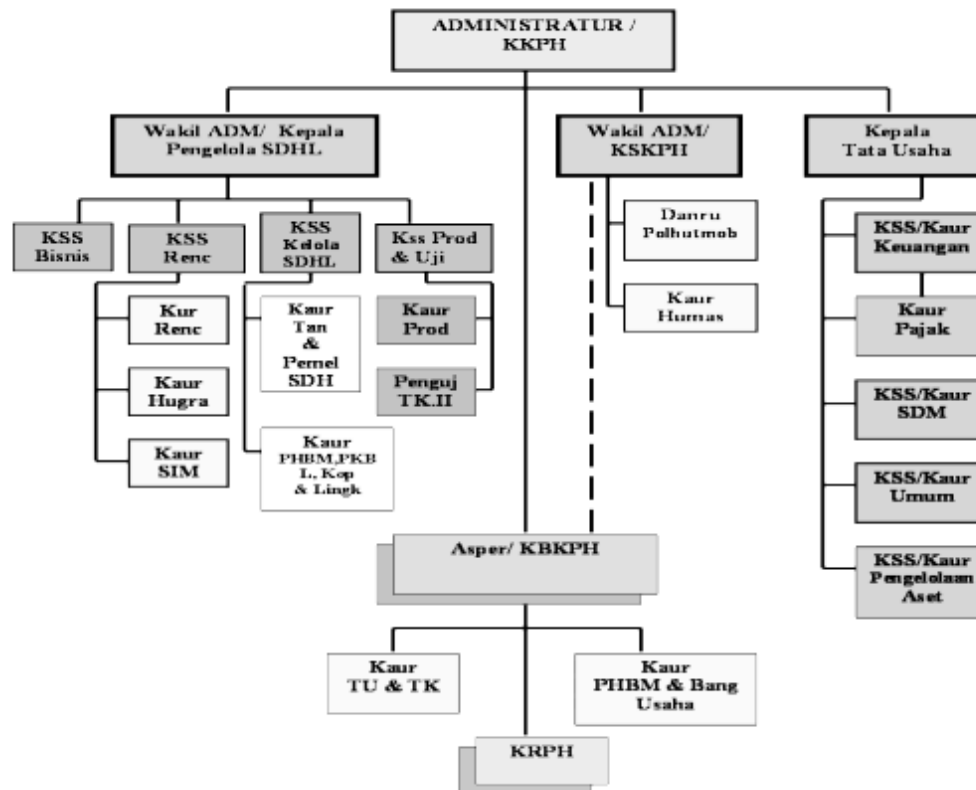 ADMINISTRATUR /
KKPH
Wakil ADM/ Kepala
Pengelola SDHL
Wakil ADM/
KSKPH
Kepala
Tata Usaha
KSS
Bisnis
KSS
Renc
KSS
Kelola
SDHL
Kss Prod
& Uji
Kur
Renc
Kaur
Hugra
Kaur
SIM
Kaur
Tan
&
Pemel
SDH
Kaur
PHBM,PKB
L, Kop
& Lingk
Kaur
Prod
Penguj
TK.II
Danru
Polhutmob
Kaur
Humas
KSS/Kaur
Keuangan
Kaur
Pajak
KSS/Kaur
SDM
KSS/Kaur
Umum
KSS/Kaur
Pengelolaan
Aset
Asper/ KBKPH
Kaur
TU & TK
Kaur
PHBM & Bang
Usaha
KRPH